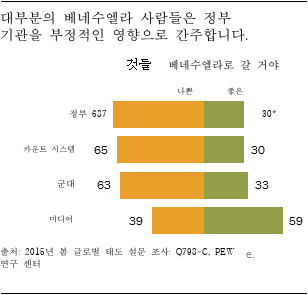 대부분의 베네수엘라 사람들은 정부
기관을 부정적인 영향으로 간주합니다.
것들 베네수엘라로 갈 거야
나쁜 좋은
정부 687 30*
카운트 시스템 65 30
군대 63 33
미디어 39 59
출처: 2015년 봄 글로벌 태도 설문 조사: Q79B-C, PEW e.
연구 센터